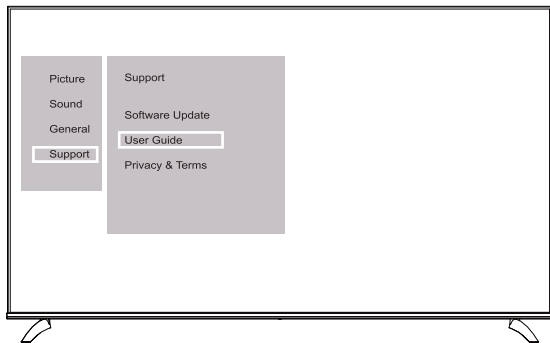 Picture
Sound
General
Support
Support
Software Update
User Guide
Privacy & Terms